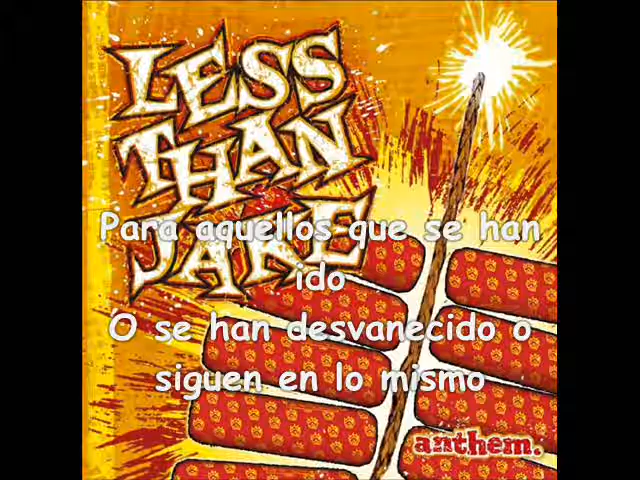 LESS
THAN
JAKE
Para aquellos que se han
ido
O se han desvanecido o
siguen en lo mismo
anthem.